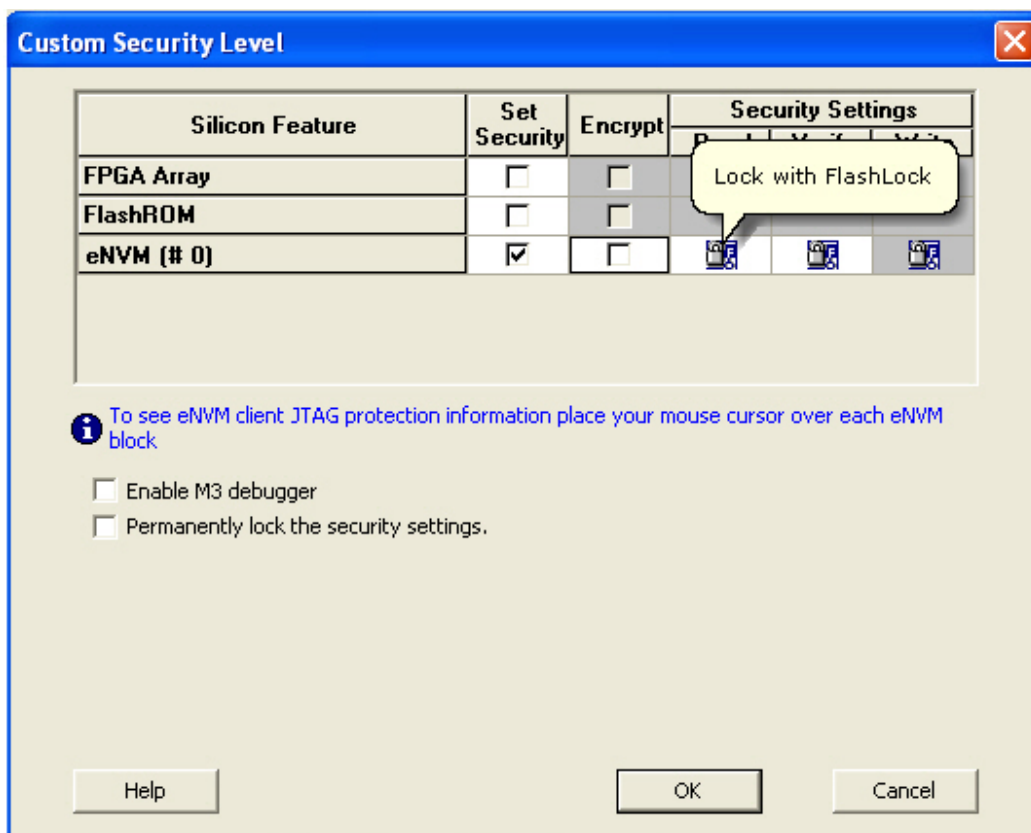 Custom Security Level
Silicon Feature
Set Security
Encrypt
Security Settings
Lock with FlashLock
FPGA Array
FlashROM
eNVM (# 0)
To see eNVM client JTAG protection information place your mouse cursor over each eNVM
block
Enable M3 debugger
Permanently lock the security settings.
Help
OK
Cancel